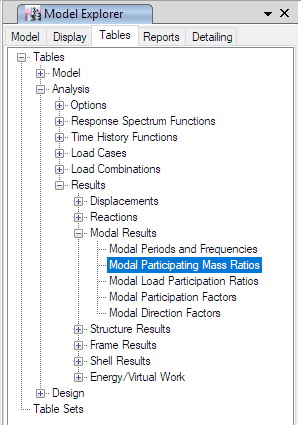 Model Explorer
Model Display Tables Reports Detailing
Tables
Model
Analysis
Options
Response Spectrum Functions
Time History Functions
Load Cases
Load Combinations
Results
Displacements
Reactions
Modal Results
Modal Periods and Frequencies
Modal Participating Mass Ratios
Modal Load Participation Ratios
Modal Participation Factors
Modal Direction Factors
Structure Results
Frame Results
Shell Results
Energy/Virtual Work
Design
Table Sets